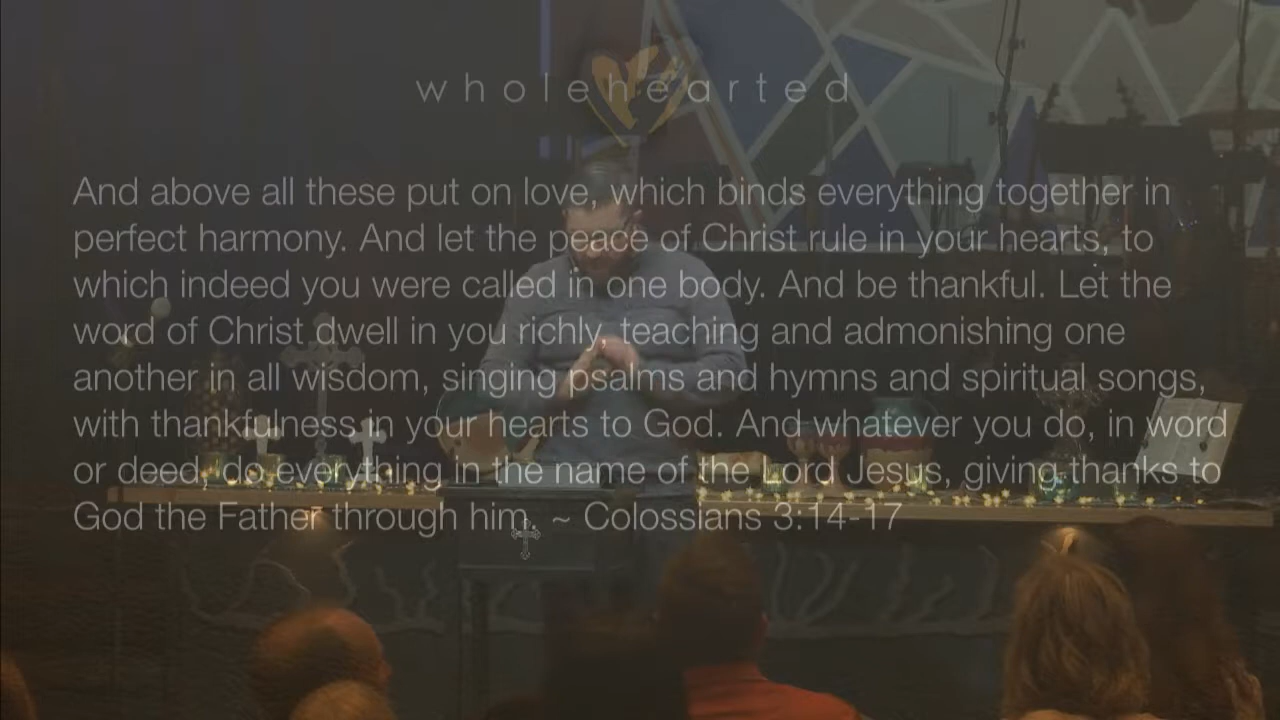 wholehearted
And above all these put on love, which binds everything together in
perfect harmony. And let the peace of Christ rule in your hearts, to
which indeed you were called in one body. And be thankful. Let the
word of Christ dwell in you richly, teaching and admonishing one
another in all wisdom, singing psalms and hymns and spiritual songs,
with thankfulness in your hearts to God. And whatever you do, in word
or deed, do everything in the name of the Lord Jesus, giving thanks to
God the Father through him. ~ Colossians 3:14-17